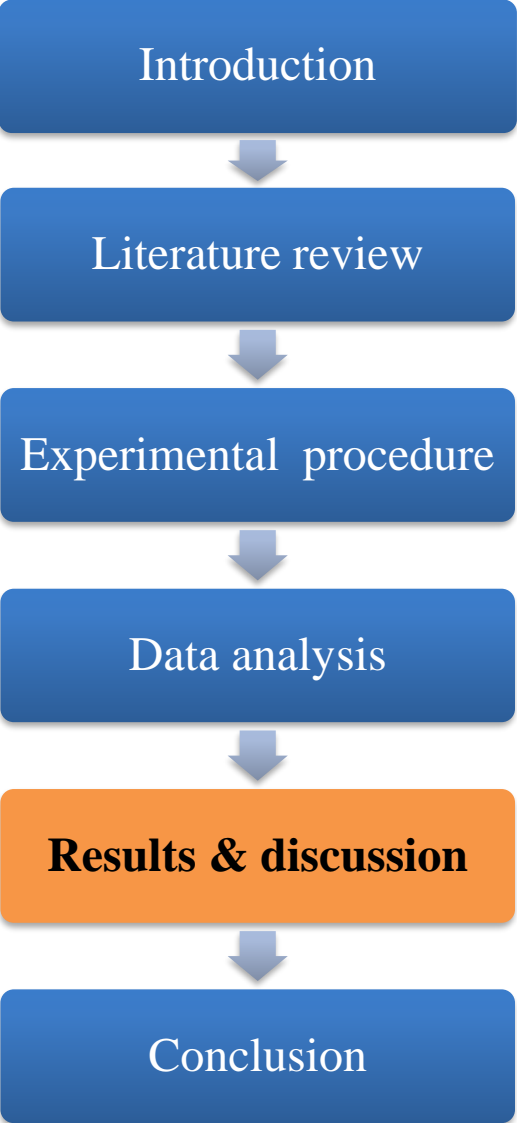 Introduction
Literature review
Experimental  procedure
Data analysis
Results & discussion
Conclusion